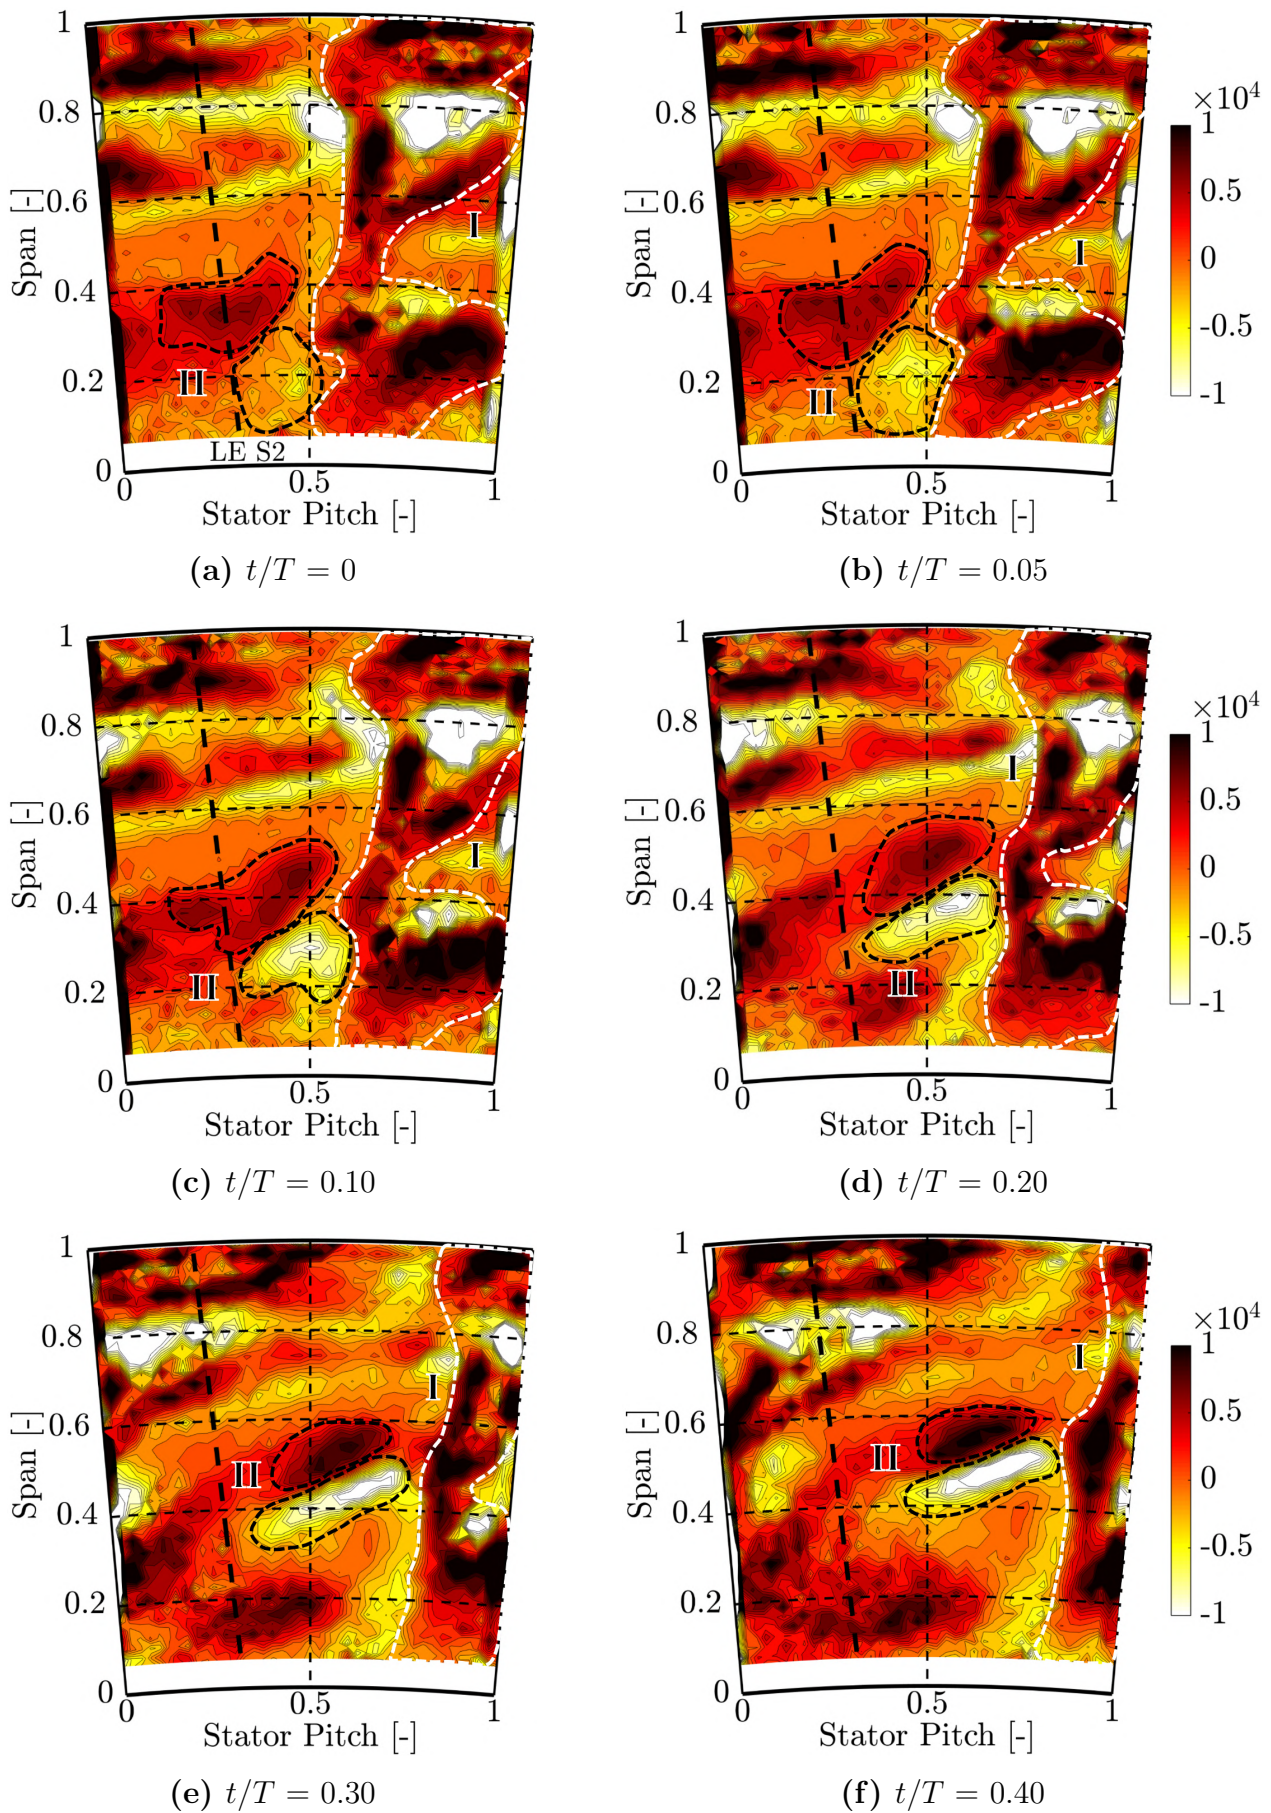 1
0.8
0.6
0.4
0.2
0
Span [-]
I
II
LE S2
0
0.5
1
Stator Pitch [-]
(a) t/T = 0
1
0.8
0.6
0.4
0.2
0
Span [-]
I
II
0
0.5
1
Stator Pitch [-]
×10⁴
1
0.5
0
-0.5
-1
(b) t/T = 0.05
1
0.8
0.6
0.4
0.2
0
Span [-]
I
II
0
0.5
1
Stator Pitch [-]
(c) t/T = 0.10
1
0.8
0.6
0.4
0.2
0
Span [-]
I
II
0
0.5
1
Stator Pitch [-]
×10⁴
1
0.5
0
-0.5
-1
(d) t/T = 0.20
1
0.8
0.6
0.4
0.2
0
Span [-]
I
II
0
0.5
1
Stator Pitch [-]
(e) t/T = 0.30
1
0.8
0.6
0.4
0.2
0
Span [-]
I
II
0
0.5
1
Stator Pitch [-]
×10⁴
1
0.5
0
-0.5
-1
(f) t/T = 0.40